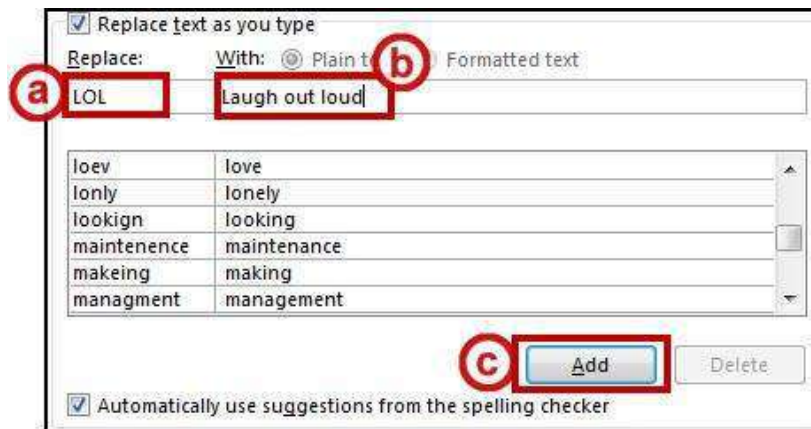 Replace text as you type
Replace: With: Plain t Formatted text
a b
LOL Laugh out loud
loev love
lonly lonely
lookign looking
maintenence maintenance
makeing making
managment management
c Add Delete
Automatically use suggestions from the spelling checker